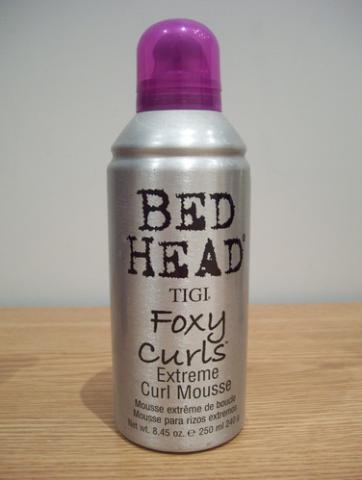 BED
HEAD®
TIGI®
Foxy
Curls™
Extreme
Curl Mousse
Mousse extrême de boucle
Mousse para rizos extremos
Net wt. 8.45 oz. e 250 ml 240 g